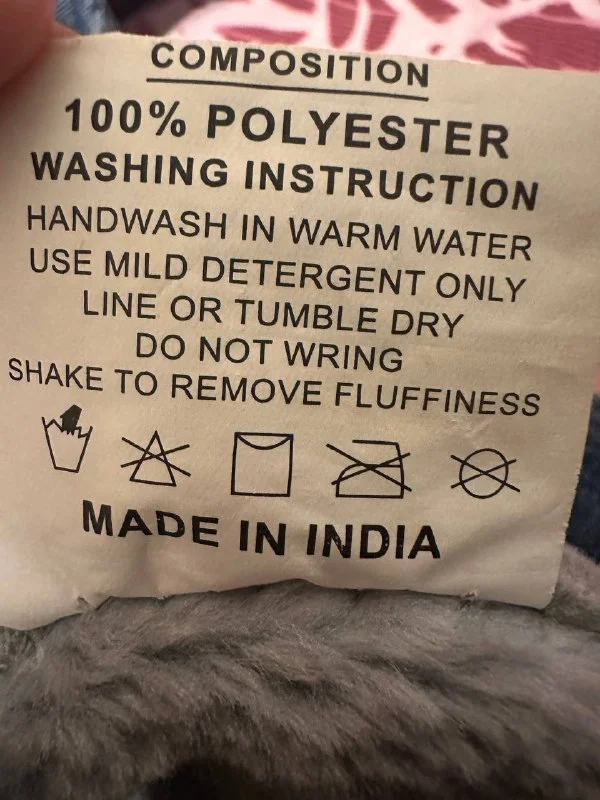 COMPOSITION
100% POLYESTER
WASHING INSTRUCTION
HANDWASH IN WARM WATER
USE MILD DETERGENT ONLY
LINE OR TUMBLE DRY
DO NOT WRING
SHAKE TO REMOVE FLUFFINESS
MADE IN INDIA